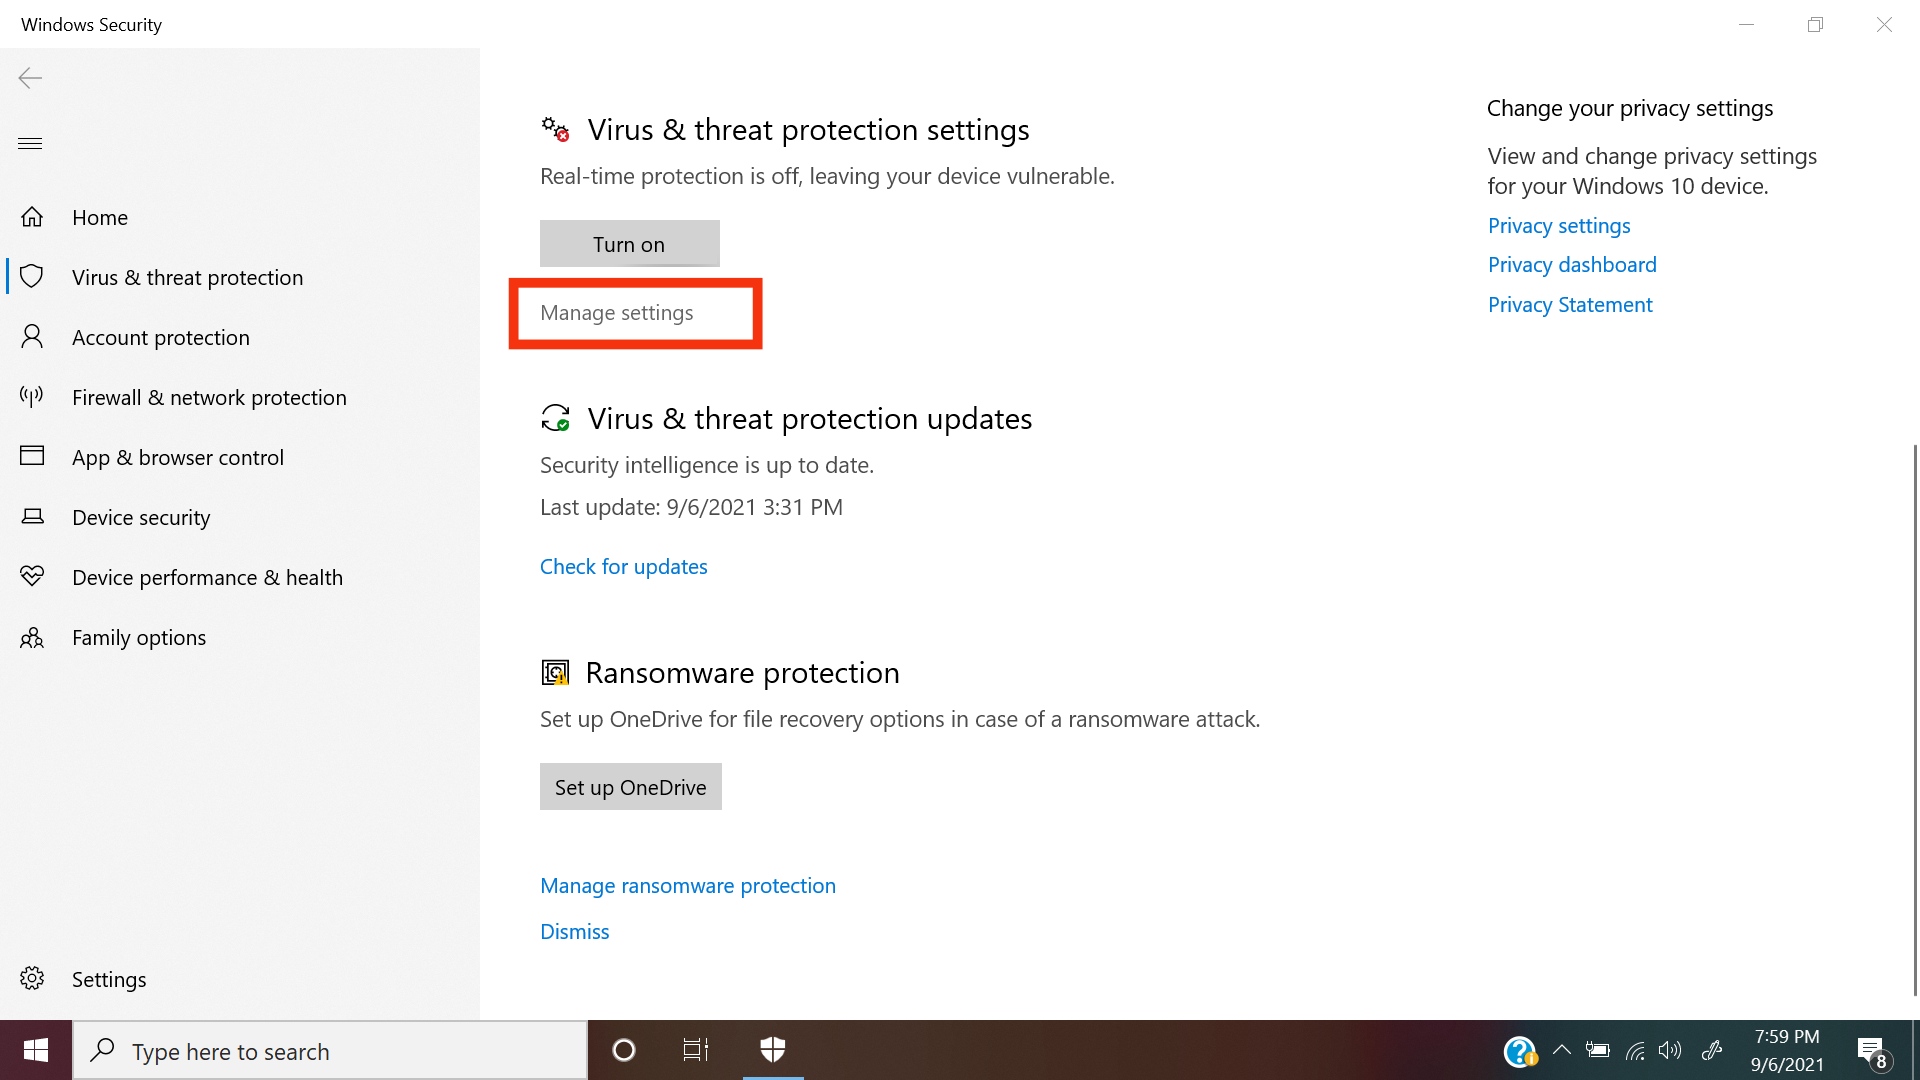 Windows Security
Home
Virus & threat protection
Account protection
Firewall & network protection
App & browser control
Device security
Device performance & health
Family options
Settings
Virus & threat protection settings
Real-time protection is off, leaving your device vulnerable.
Turn on
Manage settings
Virus & threat protection updates
Security intelligence is up to date.
Last update: 9/6/2021 3:31 PM
Check for updates
Ransomware protection
Set up OneDrive for file recovery options in case of a ransomware attack.
Set up OneDrive
Manage ransomware protection
Dismiss
Change your privacy settings
View and change privacy settings
for your Windows 10 device.
Privacy settings
Privacy dashboard
Privacy Statement
Type here to search
7:59 PM
9/6/2021
8